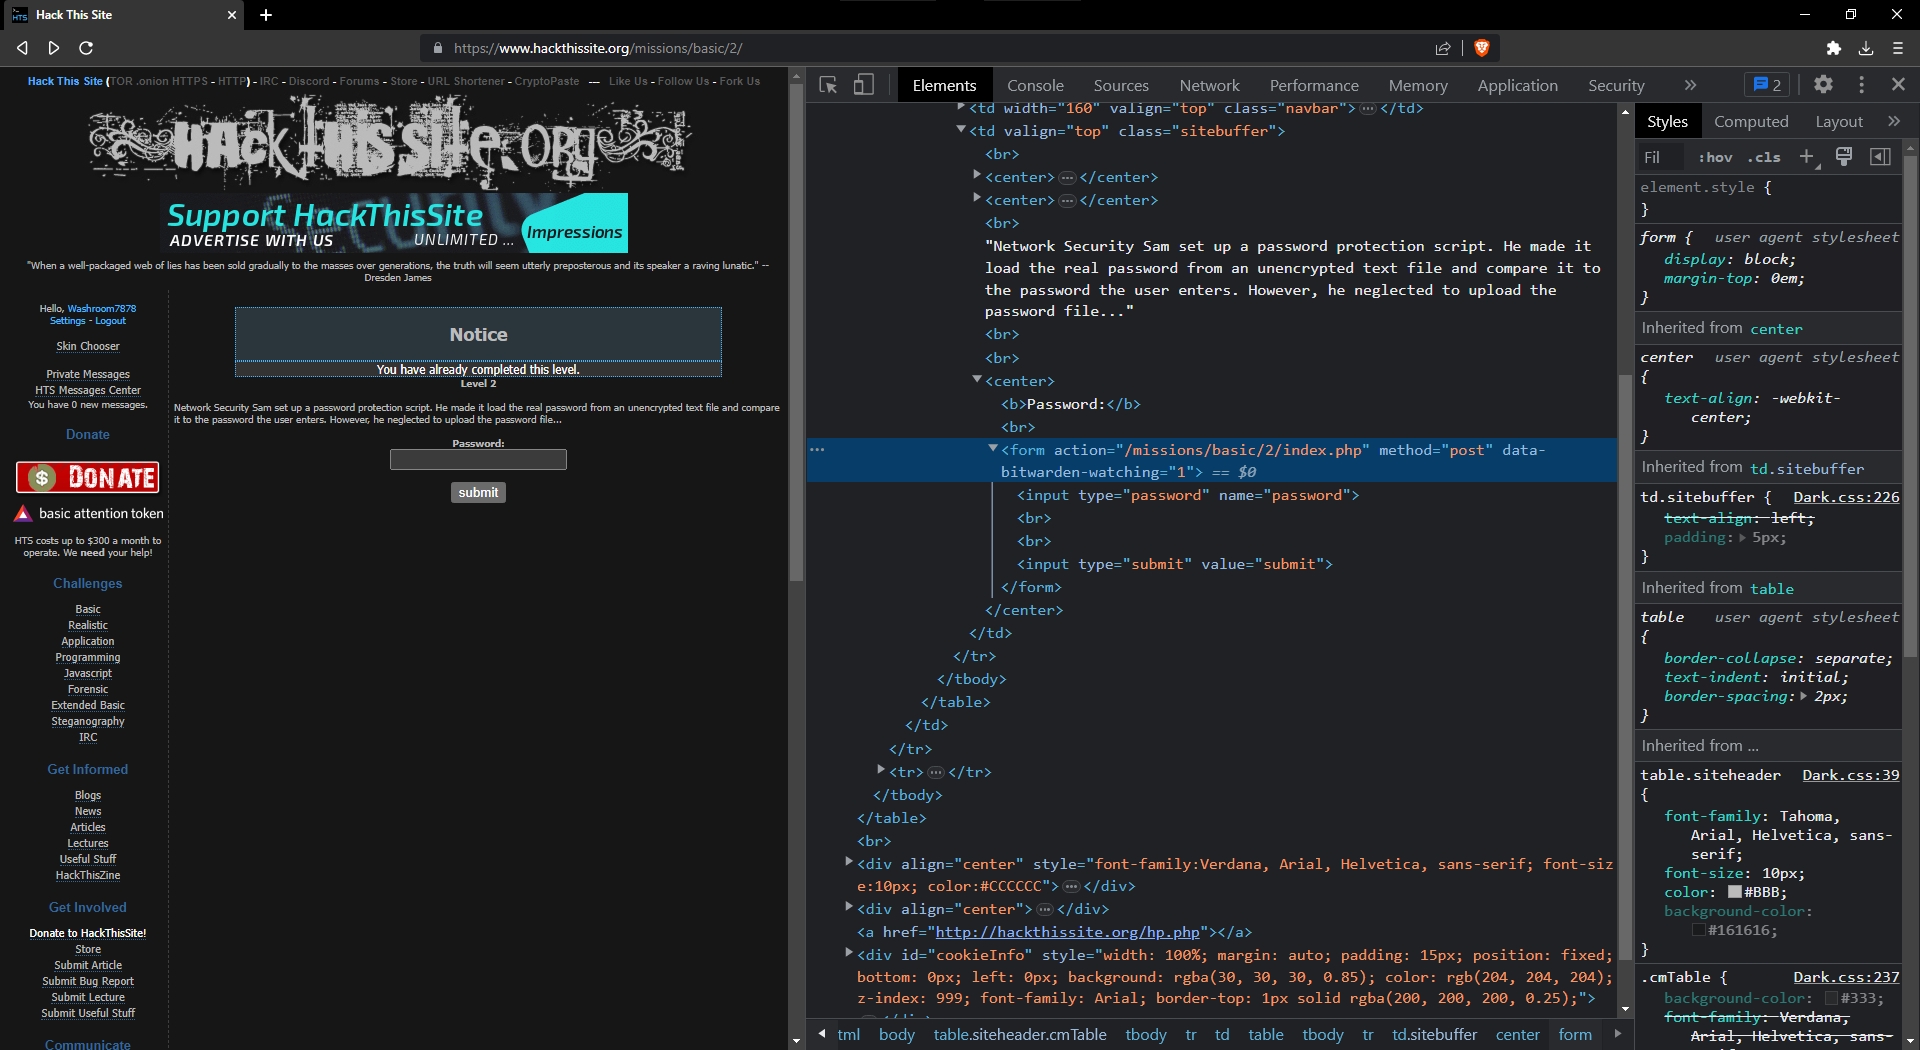 Hack This Site
https://www.hackthissite.org/missions/basic/2/
Hack This Site (TOR .onion HTTPS - HTTP) - IRC - Discord - Forums - Store - URL Shortener - CryptoPaste --- Like Us - Follow Us - Fork Us
HAckTHisSitE.ORG
Support HackThisSite
ADVERTISE WITH US
UNLIMITED ...
Impressions
"When a well-packaged web of lies has been sold gradually to the masses over generations, the truth will seem utterly preposterous and its speaker a raving lunatic." --
Dresden James
Hello, Washroom7878
Settings - Logout
Skin Chooser
Private Messages
HTS Messages Center
You have 0 new messages.
Donate
$ DONATE
basic attention token
HTS costs up to $300 a month to
operate. We need your help!
Challenges
Basic
Realistic
Application
Programming
Javascript
Forensic
Extended Basic
Steganography
IRC
Get Informed
Blogs
News
Articles
Lectures
Useful Stuff
HackThisZine
Get Involved
Donate to HackThisSite!
Store
Submit Article
Submit Bug Report
Submit Lecture
Submit Useful Stuff
Communicate
Notice
You have already completed this level.
Level 2
Network Security Sam set up a password protection script. He made it load the real password from an unencrypted text file and compare
it to the password the user enters. However, he neglected to upload the password file...
Password:
submit
Elements Console Sources Network Performance Memory Application Security » 2
<td width="160" valign="top" class="navbar">…</td>
<td valign="top" class="sitebuffer">
<br>
<center>…</center>
<center>…</center>
<br>
"Network Security Sam set up a password protection script. He made it
load the real password from an unencrypted text file and compare it to
the password the user enters. However, he neglected to upload the
password file..."
<br>
<br>
<center>
<b>Password:</b>
<br>
<form action="/missions/basic/2/index.php" method="post" data-
bitwarden-watching="1"> == $0
<input type="password" name="password">
<br>
<br>
<input type="submit" value="submit">
</form>
</center>
</td>
</tr>
</tbody>
</table>
</td>
</tr>
<tr>…</tr>
</tbody>
</table>
<br>
<div align="center" style="font-family:Verdana, Arial, Helvetica, sans-serif; font-siz
e:10px; color:#CCCCCC">…</div>
<div align="center">…</div>
<a href="http://hackthissite.org/hp.php"></a>
<div id="cookieInfo" style="width: 100%; margin: auto; padding: 15px; position: fixed;
bottom: 0px; left: 0px; background: rgba(30, 30, 30, 0.85); color: rgb(204, 204, 204);
z-index: 999; font-family: Arial; border-top: 1px solid rgba(200, 200, 200, 0.25);">
tml body table.siteheader.cmTable tbody tr td table tbody tr td.sitebuffer center form
Styles Computed Layout »
Fil :hov .cls +
element.style {
}
form { user agent stylesheet
display: block;
margin-top: 0em;
}
Inherited from center
center user agent stylesheet
{
text-align: -webkit-
center;
}
Inherited from td.sitebuffer
td.sitebuffer { Dark.css:226
text-align: left;
padding: 5px;
}
Inherited from table
table user agent stylesheet
{
border-collapse: separate;
text-indent: initial;
border-spacing: 2px;
}
Inherited from ...
table.siteheader Dark.css:39
{
font-family: Tahoma,
Arial, Helvetica, sans-
serif;
font-size: 10px;
color: #BBB;
background-color:
#161616;
}
.cmTable { Dark.css:237
background-color: #333;
font-family: Verdana,
Arial, Helvetica, sans-